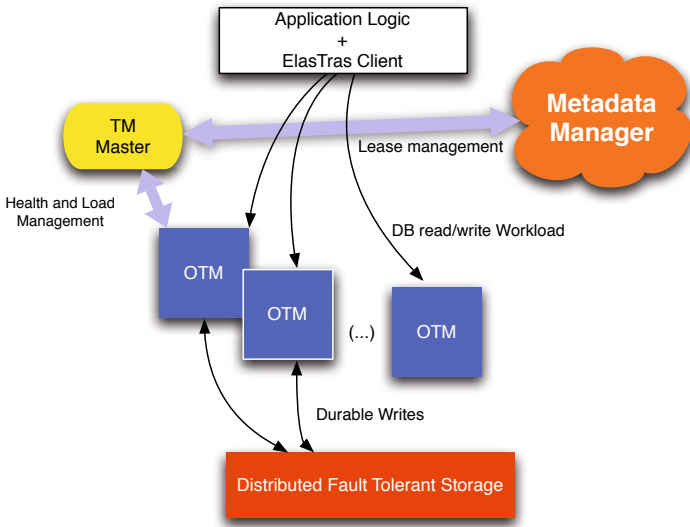 Application Logic
+
ElasTras Client
TM
Master
Metadata
Manager
Lease management
Health and Load
Management
DB read/write Workload
OTM
OTM
(...)
OTM
Durable Writes
Distributed Fault Tolerant Storage